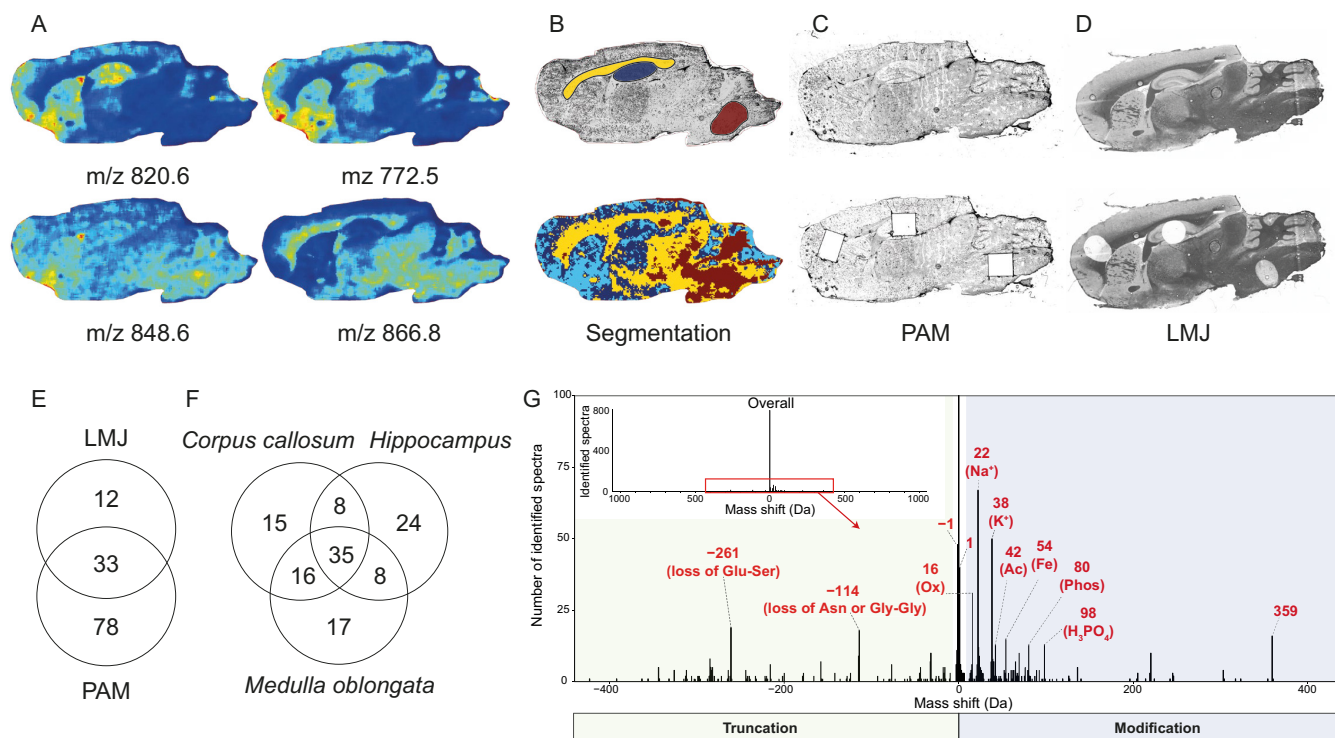 A
B
C
D
m/z 820.6
mz 772.5
m/z 848.6
m/z 866.8
Segmentation
PAM
LMJ
E
LMJ
12
33
78
PAM
F
Corpus callosum
Hippocampus
8
15
24
35
16
8
17
Medulla oblongata
G
Number of identified spectra
100
75
50
25
0
Overall
Identified spectra
800
400
0
1000
500
0
500
1000
Mass shift (Da)
−261
(loss of Glu-Ser)
−114
(loss of Asn or Gly-Gly)
−1
1
16
(Ox)
22
(Na⁺)
38
(K⁺)
42
(Ac)
54
(Fe)
80
(Phos)
98
(H₃PO₄)
359
−400
−200
0
200
400
Mass shift (Da)
Truncation
Modification